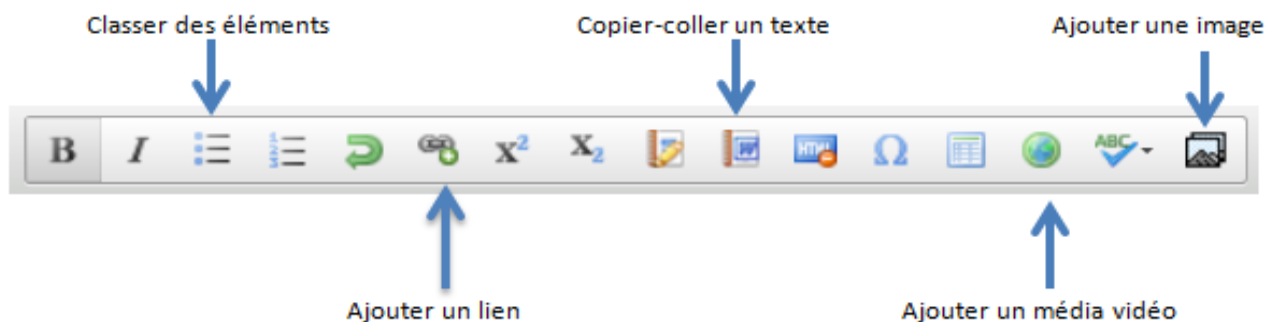 Classer des éléments
Copier-coller un texte
Ajouter une image
B I x² X₂ HTML Ω ABC
Ajouter un lien
Ajouter un média vidéo